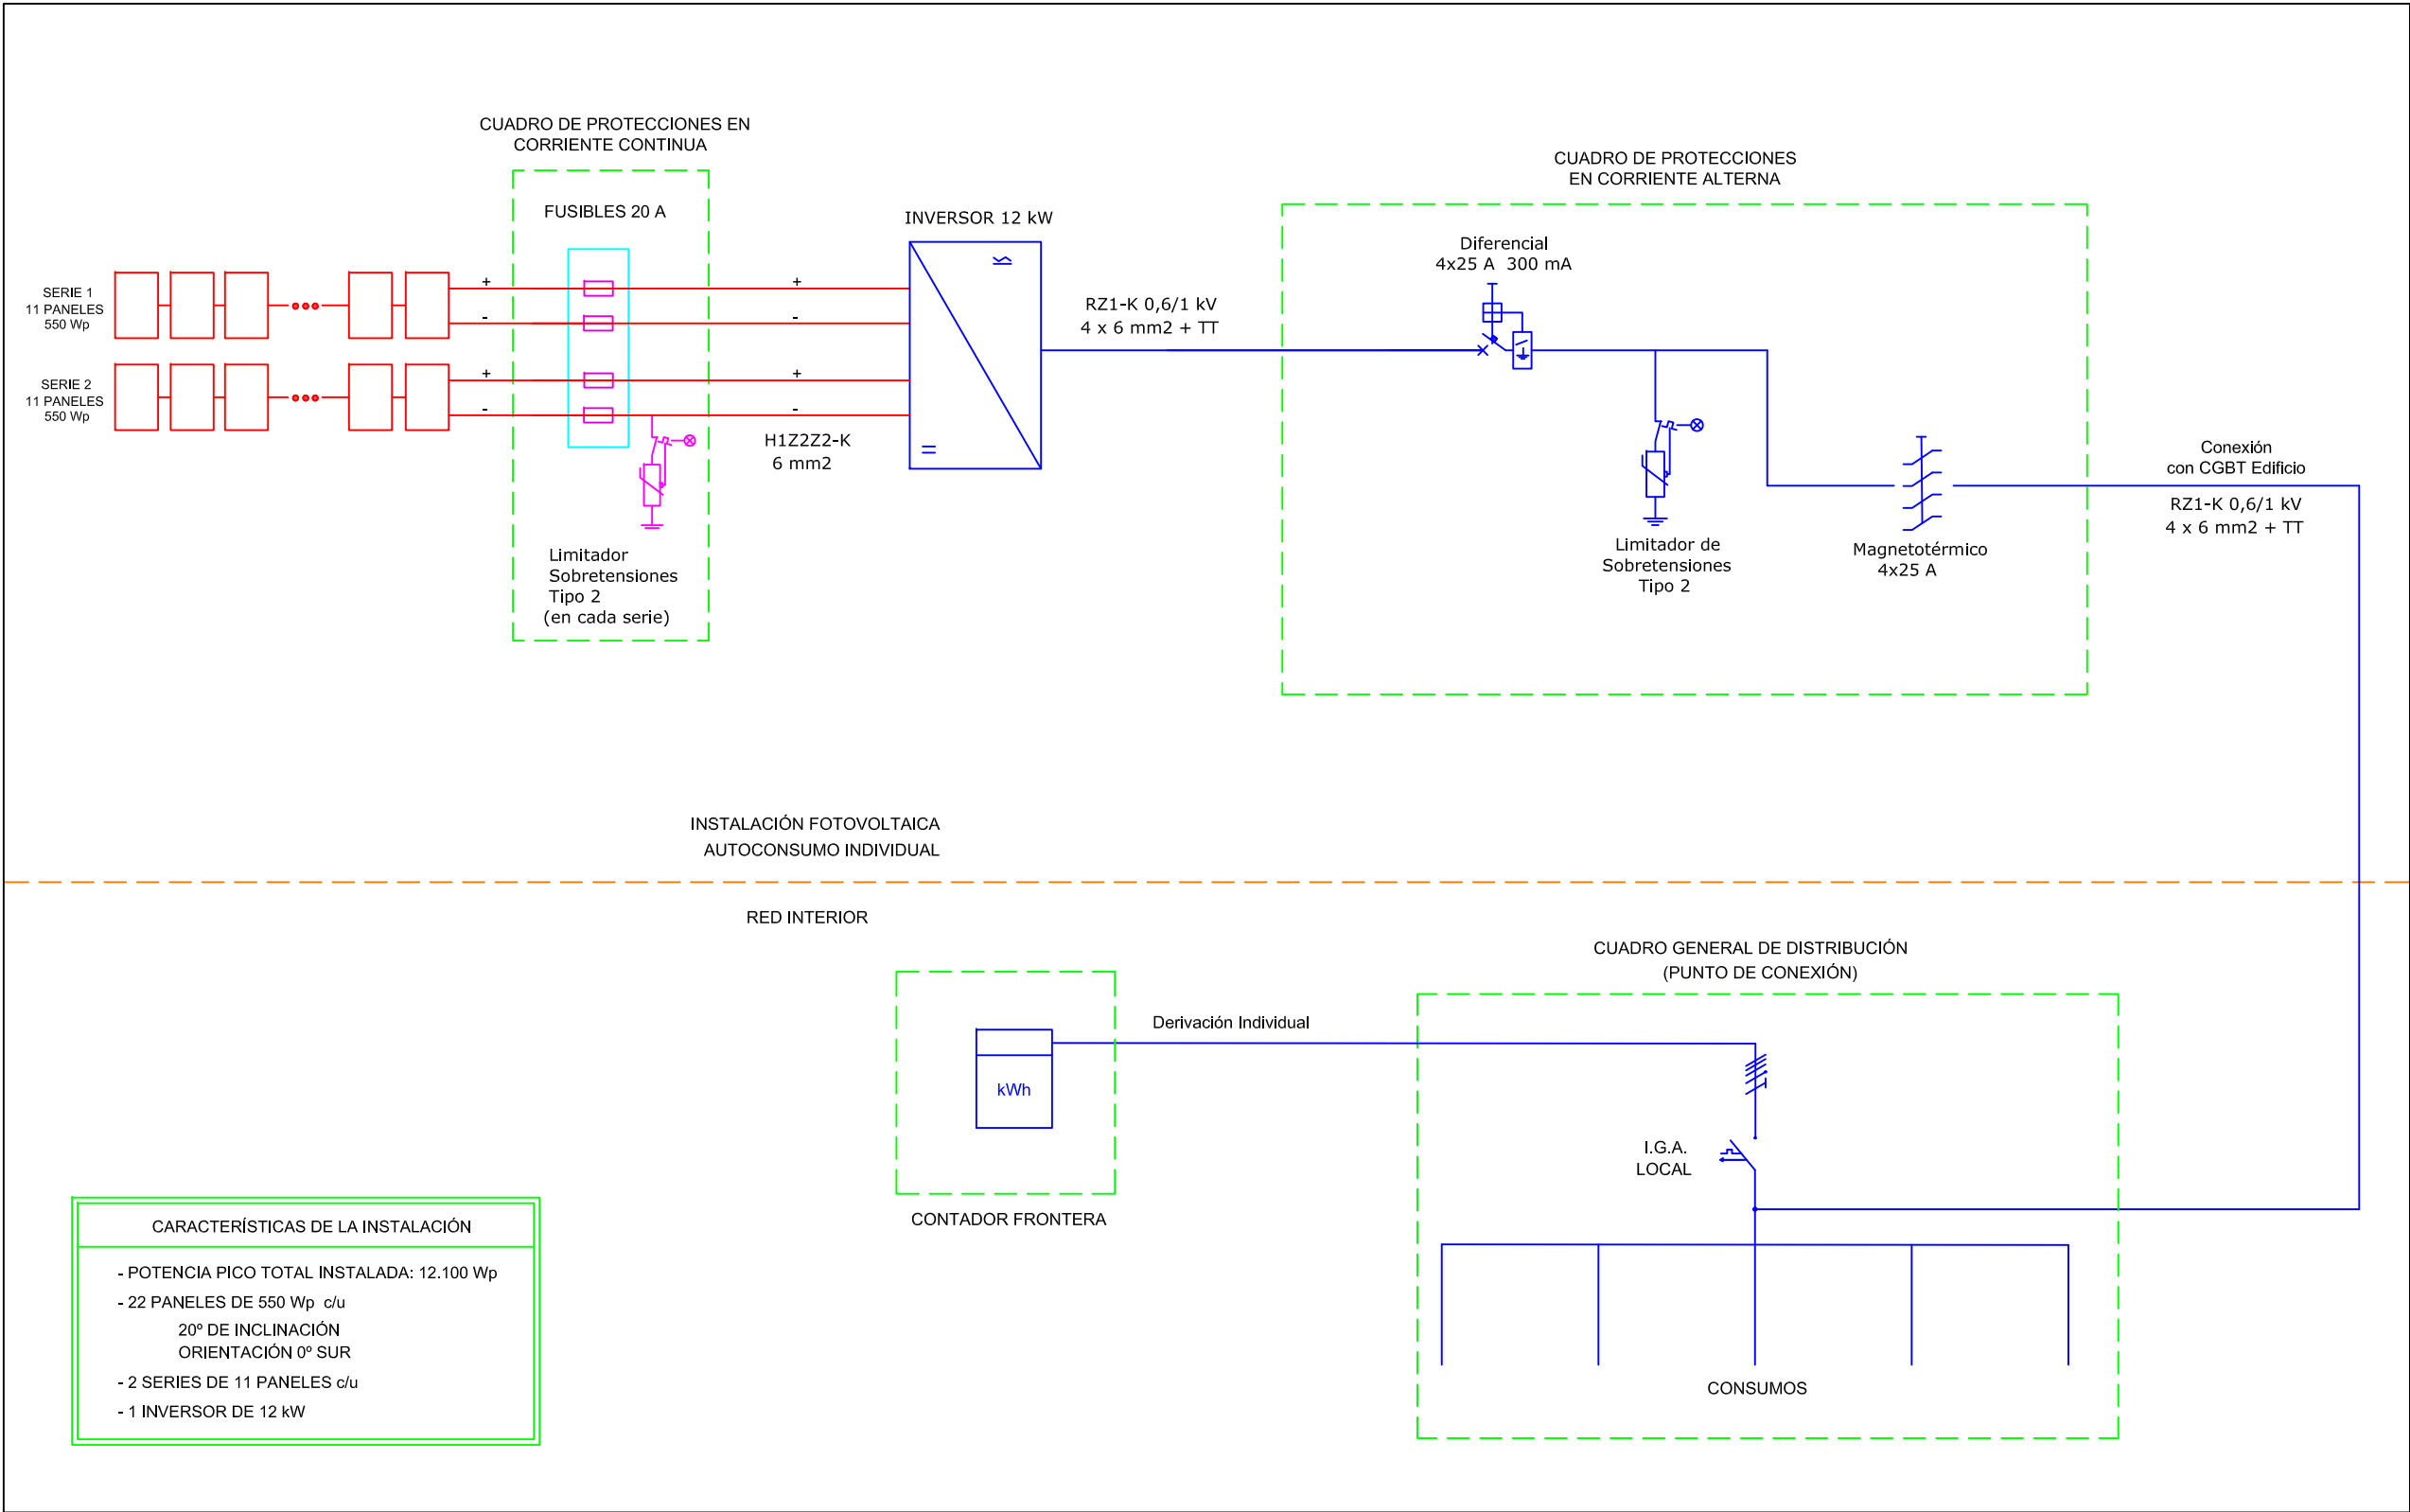 CUADRO DE PROTECCIONES EN
CORRIENTE CONTINUA
FUSIBLES 20 A
SERIE 1
11 PANELES
550 Wp
+
-
+
-
SERIE 2
11 PANELES
550 Wp
+
-
+
-
H1Z2Z2-K
6 mm2
Limitador
Sobretensiones
Tipo 2
(en cada serie)
INVERSOR 12 kW
RZ1-K 0,6/1 kV
4 x 6 mm2 + TT
CUADRO DE PROTECCIONES
EN CORRIENTE ALTERNA
Diferencial
4x25 A 300 mA
Limitador de
Sobretensiones
Tipo 2
Magnetotérmico
4x25 A
Conexión
con CGBT Edificio
RZ1-K 0,6/1 kV
4 x 6 mm2 + TT
INSTALACIÓN FOTOVOLTAICA
AUTOCONSUMO INDIVIDUAL
RED INTERIOR
kWh
CONTADOR FRONTERA
Derivación Individual
CUADRO GENERAL DE DISTRIBUCIÓN
(PUNTO DE CONEXIÓN)
I.G.A.
LOCAL
CONSUMOS
CARACTERÍSTICAS DE LA INSTALACIÓN
- POTENCIA PICO TOTAL INSTALADA: 12.100 Wp
- 22 PANELES DE 550 Wp c/u
20º DE INCLINACIÓN
ORIENTACIÓN 0º SUR
- 2 SERIES DE 11 PANELES c/u
- 1 INVERSOR DE 12 kW